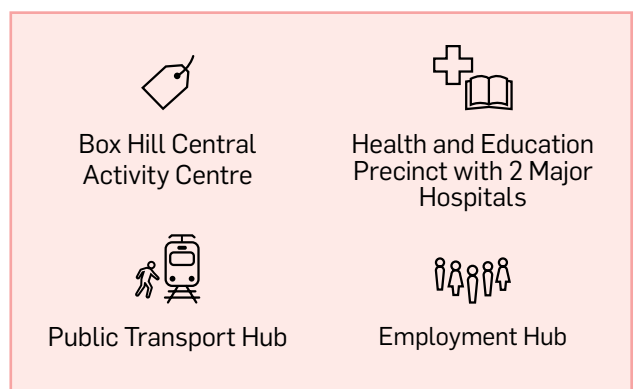 Box Hill Central
Activity Centre
Health and Education
Precinct with 2 Major
Hospitals
Public Transport Hub
Employment Hub